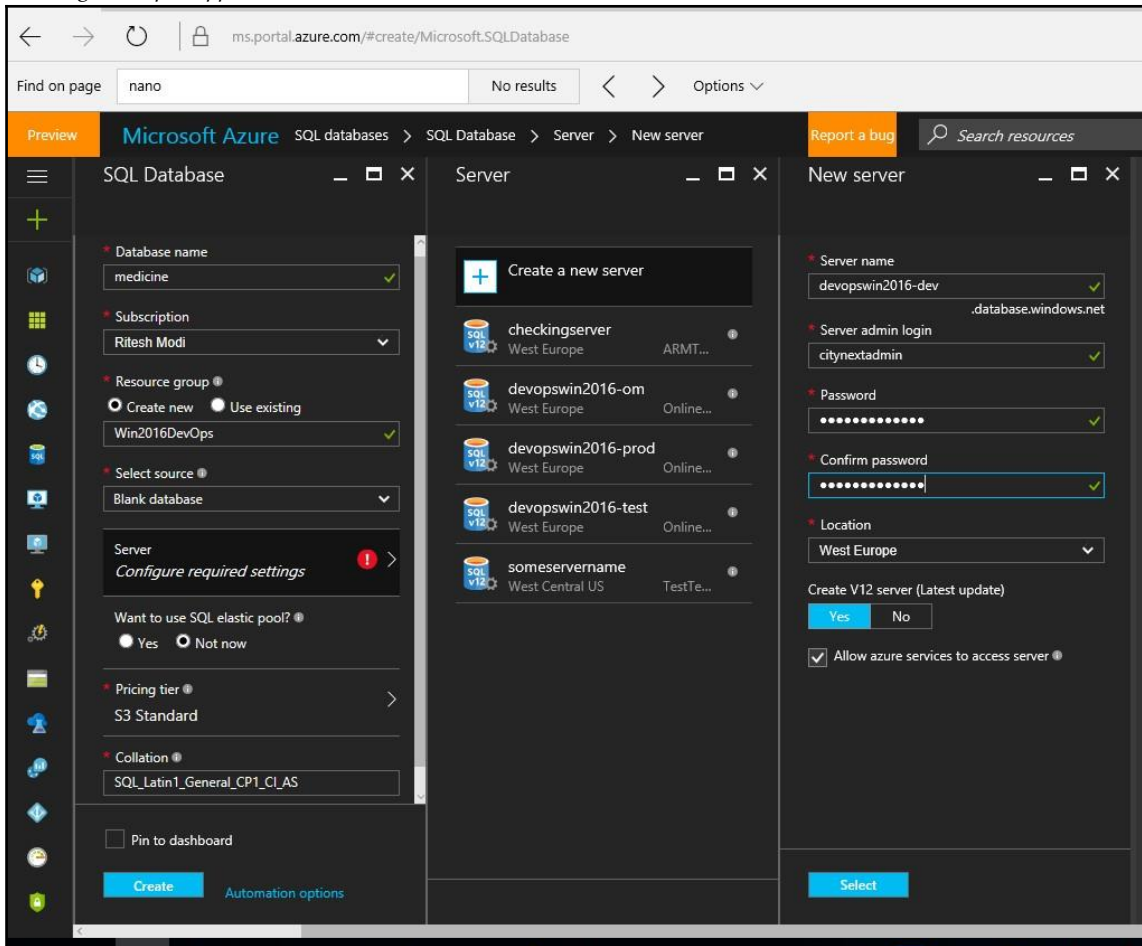 ms.portal.azure.com/#create/Microsoft.SQLDatabase
Find on page nano No results Options
Preview Microsoft Azure SQL databases > SQL Database > Server > New server Report a bug Search resources
SQL Database
* Database name
medicine
* Subscription
Ritesh Modi
* Resource group
Create new Use existing
Win2016DevOps
* Select source
Blank database
Server
Configure required settings
Want to use SQL elastic pool?
Yes Not now
* Pricing tier
S3 Standard
* Collation
SQL_Latin1_General_CP1_CI_AS
Pin to dashboard
Create Automation options
Server
Create a new server
checkingserver
West Europe ARMT...
devopswin2016-om
West Europe Online...
devopswin2016-prod
West Europe Online...
devopswin2016-test
West Europe Online...
someservername
West Central US TestTe...
New server
* Server name
devopswin2016-dev
.database.windows.net
* Server admin login
citynextadmin
* Password
* Confirm password
* Location
West Europe
Create V12 server (Latest update)
Yes No
Allow azure services to access server
Select